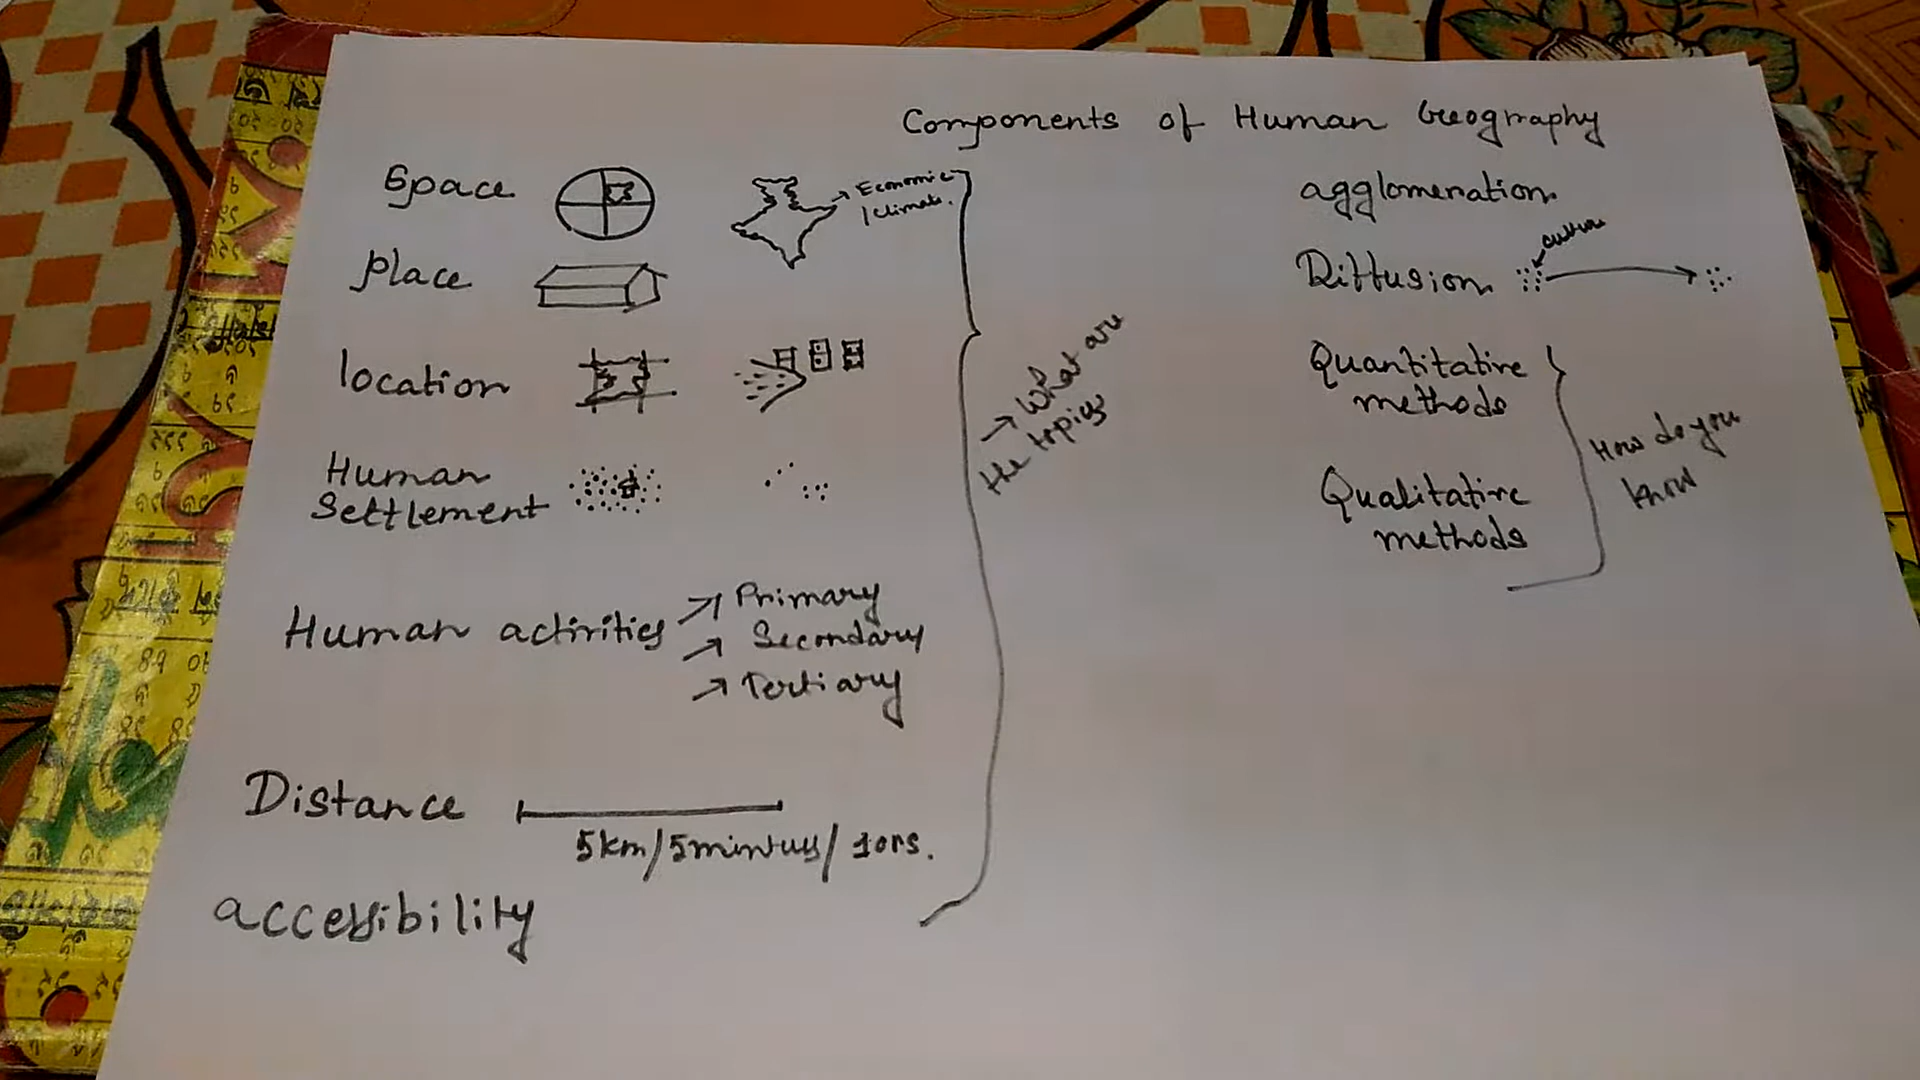 Components of Human Geography
Space
Economic
/climate.
Place
location
Human
Settlement
Human activities
Primary
Secondary
Tertiary
Distance
5km/5mintus/ 10rs.
accessibility
→ What are
the topics
agglomeration
culture
Diffusion
Quantitative
methods
Qualitative
methods
How do you
know